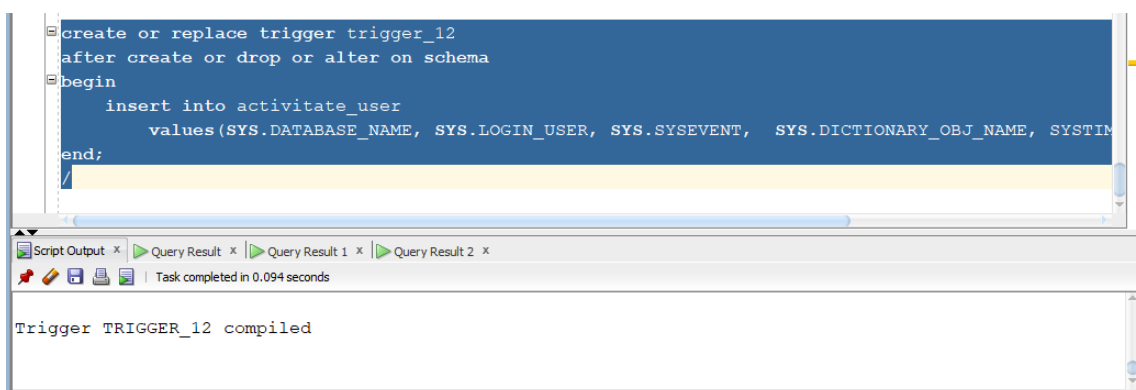 create or replace trigger trigger_12
after create or drop or alter on schema
begin
insert into activitate_user
values(SYS.DATABASE_NAME, SYS.LOGIN_USER, SYS.SYSEVENT, SYS.DICTIONARY_OBJ_NAME, SYSTIM
end;
/
Script Output x Query Result x Query Result 1 x Query Result 2 x
Task completed in 0.094 seconds
Trigger TRIGGER_12 compiled